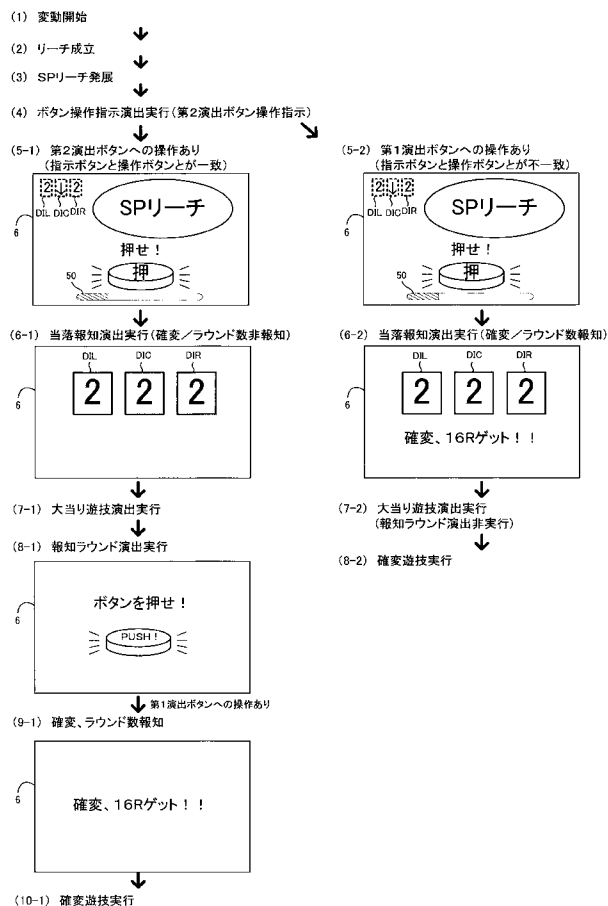 (1) 変動開始
(2) リーチ成立
(3) SPリーチ発展
(4) ボタン操作指示演出実行(第2演出ボタン操作指示)
(5-1) 第2演出ボタンへの操作あり
(指示ボタンと操作ボタンとが一致)
2 1 2
DIL DIC DIR
SPリーチ
6
押せ！
押
50
(6-1) 当落報知演出実行(確変／ラウンド数非報知)
DIL DIC DIR
6
2 2 2
(7-1) 大当り遊技演出実行
(8-1) 報知ラウンド演出実行
6
ボタンを押せ！
PUSH！
第1演出ボタンへの操作あり
(9-1) 確変、ラウンド数報知
6
確変、16Rゲット！！
(10-1) 確変遊技実行
(5-2) 第1演出ボタンへの操作あり
(指示ボタンと操作ボタンとが不一致)
2 1 2
DIL DIC DIR
SPリーチ
6
押せ！
押
50
(6-2) 当落報知演出実行(確変／ラウンド数報知)
DIL DIC DIR
6
2 2 2
確変、16Rゲット！！
(7-2) 大当り遊技演出実行
(報知ラウンド演出非実行)
(8-2) 確変遊技実行